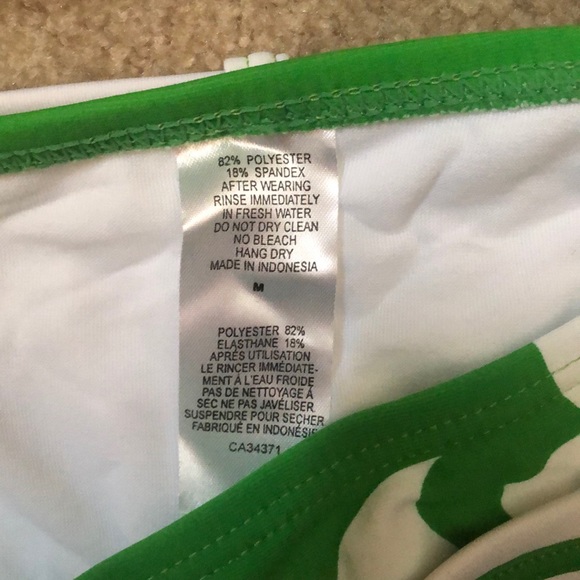 82% POLYESTER
18% SPANDEX
AFTER WEARING
RINSE IMMEDIATELY
IN FRESH WATER
DO NOT DRY CLEAN
NO BLEACH
HANG DRY
MADE IN INDONESIA
M
POLYESTER 82%
ELASTHANE 18%
APRÉS UTILISATION
LE RINCER IMMÉDIATE-
MENT À L'EAU FROIDE
PAS DE NETTOYAGE À
SEC NE PAS JAVÉLISER
SUSPENDRE POUR SECHER
FABRIQUÉ EN INDONÉSIE
CA34371